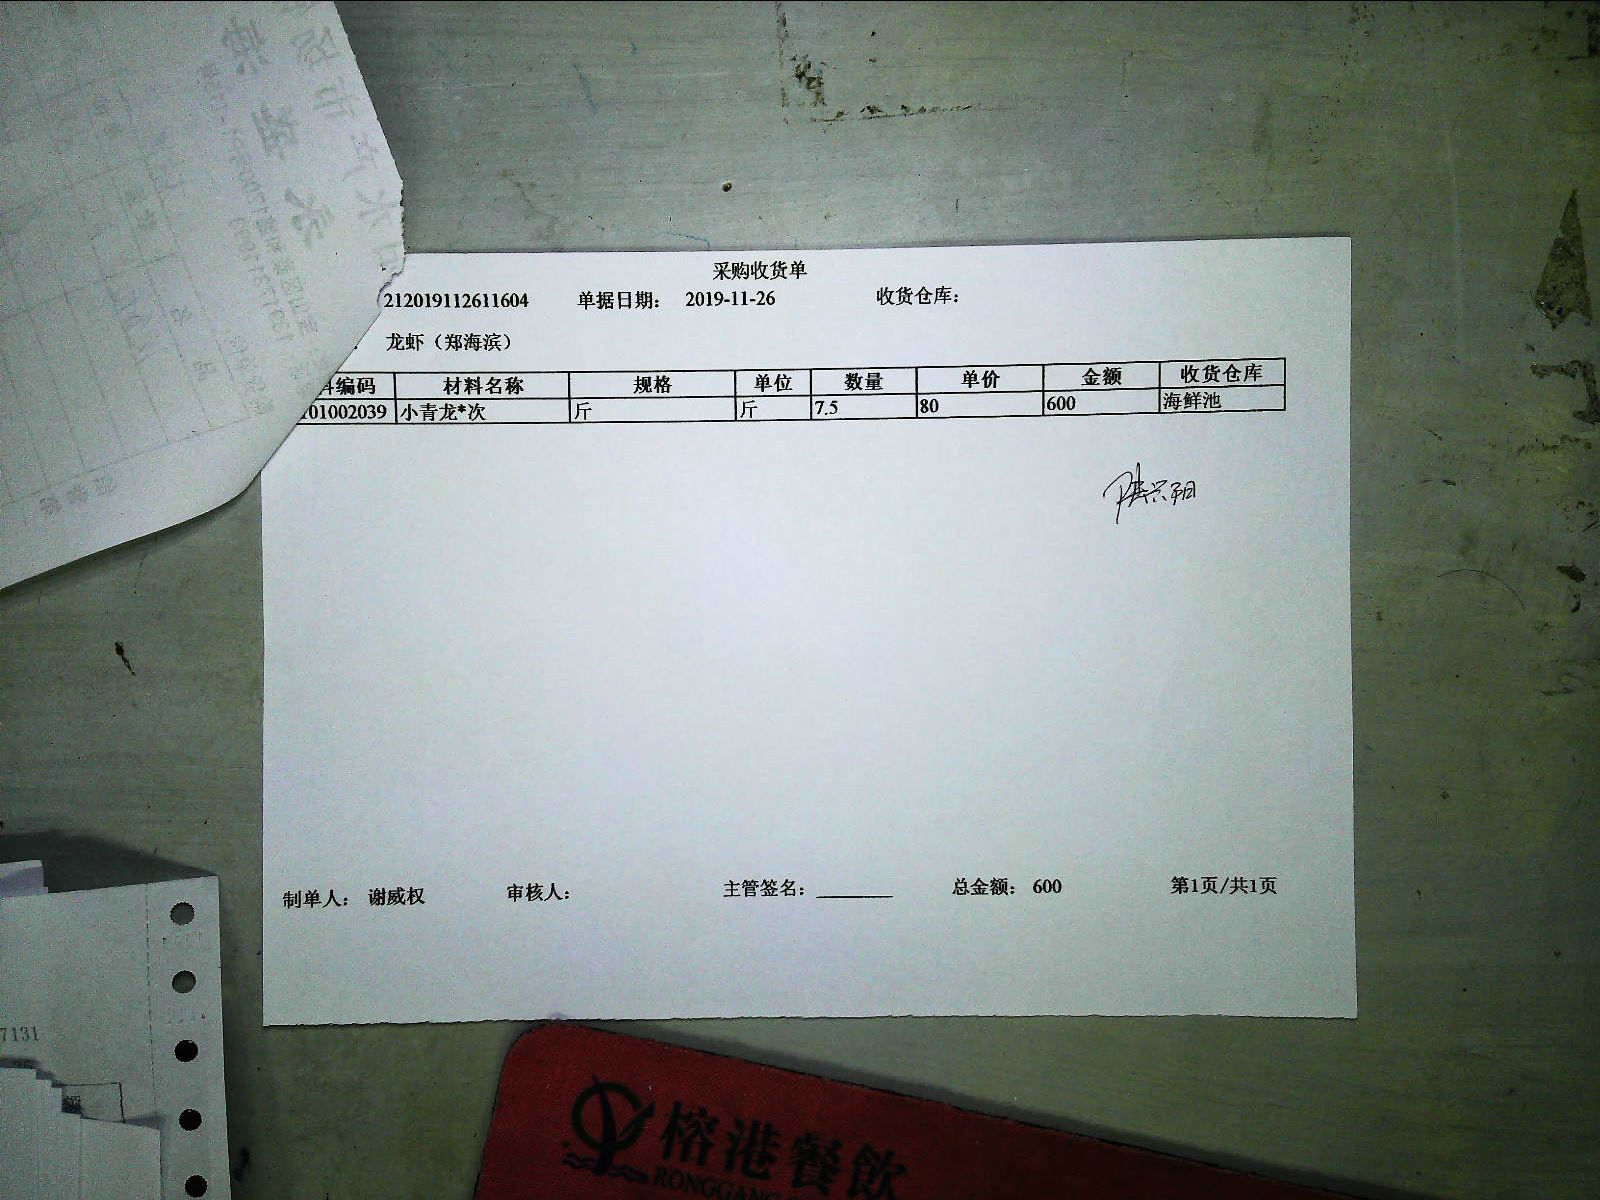 采购收货单
212019112611604 单据日期： 2019-11-26 收货仓库：
龙虾（郑海滨）
编码 材料名称 规格 单位 数量 单价 金额 收货仓库
01002039 小青龙*次 斤 斤 7.5 80 600 海鲜池
制单人： 谢威权 审核人： 主管签名： 总金额： 600 第1页/共1页
7131
榕港餐飲